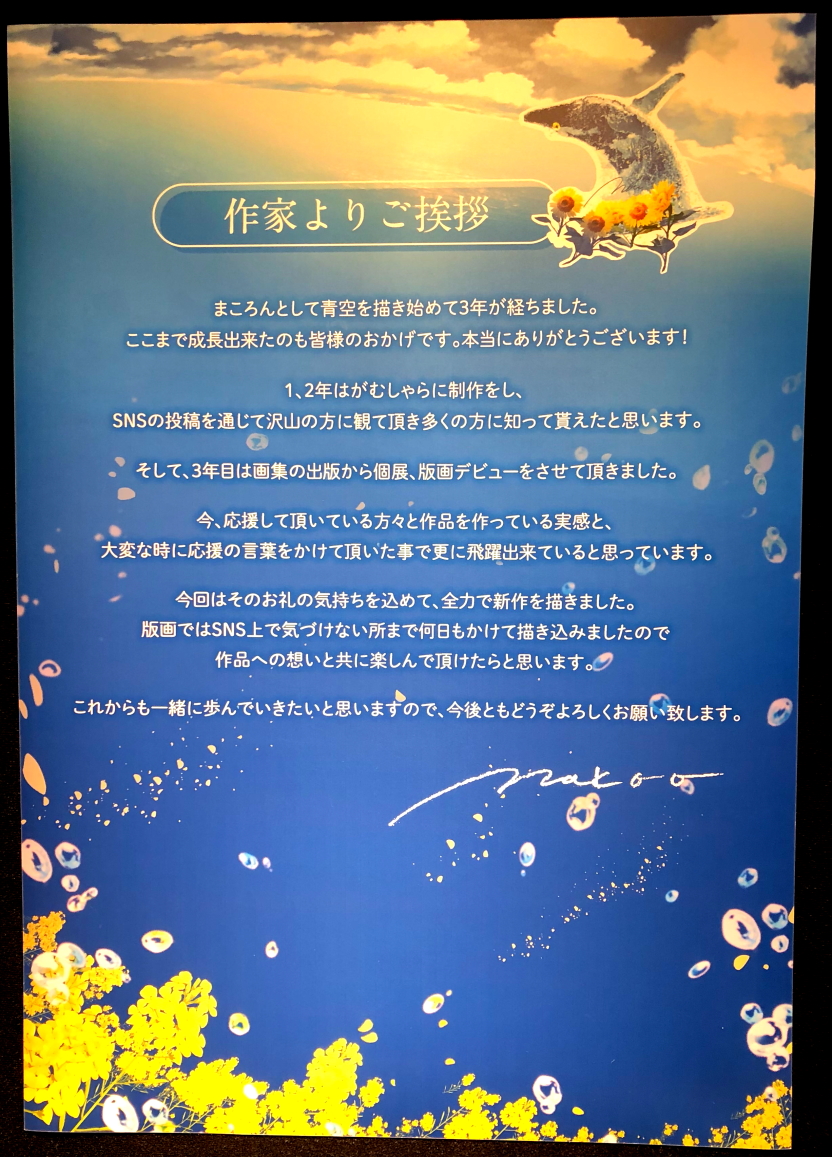 作家よりご挨拶
まころんとして青空を描き始めて3年が経ちました。
ここまで成長出来たのも皆様のおかげです。本当にありがとうございます！
1、2年はがむしゃらに制作をし、
SNSの投稿を通じて沢山の方に観て頂き多くの方に知って貰えたと思います。
そして、3年目は画集の出版から個展、版画デビューをさせて頂きました。
今、応援して頂いている方々と作品を作っている実感と、
大変な時に応援の言葉をかけて頂いた事で更に飛躍出来ていると思っています。
今回はそのお礼の気持ちを込めて、全力で新作を描きました。
版画ではSNS上で気づけない所まで何日もかけて描き込みましたので
作品への想いと共に楽しんで頂けたらと思います。
これからも一緒に歩んでいきたいと思いますので、今後ともどうぞよろしくお願い致します。